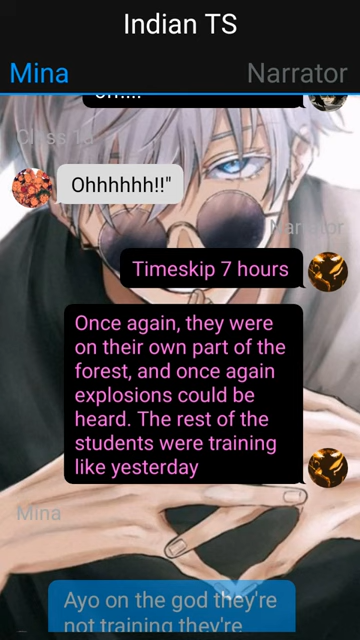 Indian TS
Mina
Narrator
Ohhhhhh!!"
Narrator
Timeskip 7 hours
Once again, they were
on their own part of the
forest, and once again
explosions could be
heard. The rest of the
students were training
like yesterday
Mina
Ayo on the god they're
not training they're